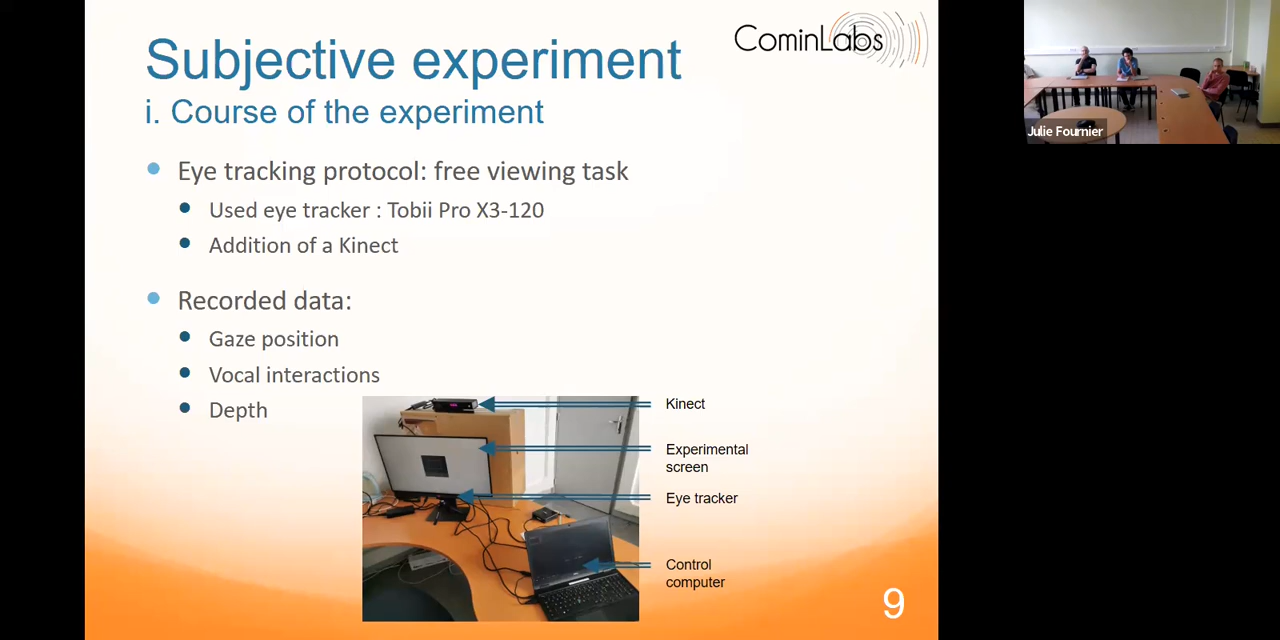 Subjective experiment
CominLabs
i. Course of the experiment
Eye tracking protocol: free viewing task
Used eye tracker : Tobii Pro X3-120
Addition of a Kinect
Recorded data:
Gaze position
Vocal interactions
Depth
Kinect
Experimental
screen
Eye tracker
Control
computer
9
Julie Fournier